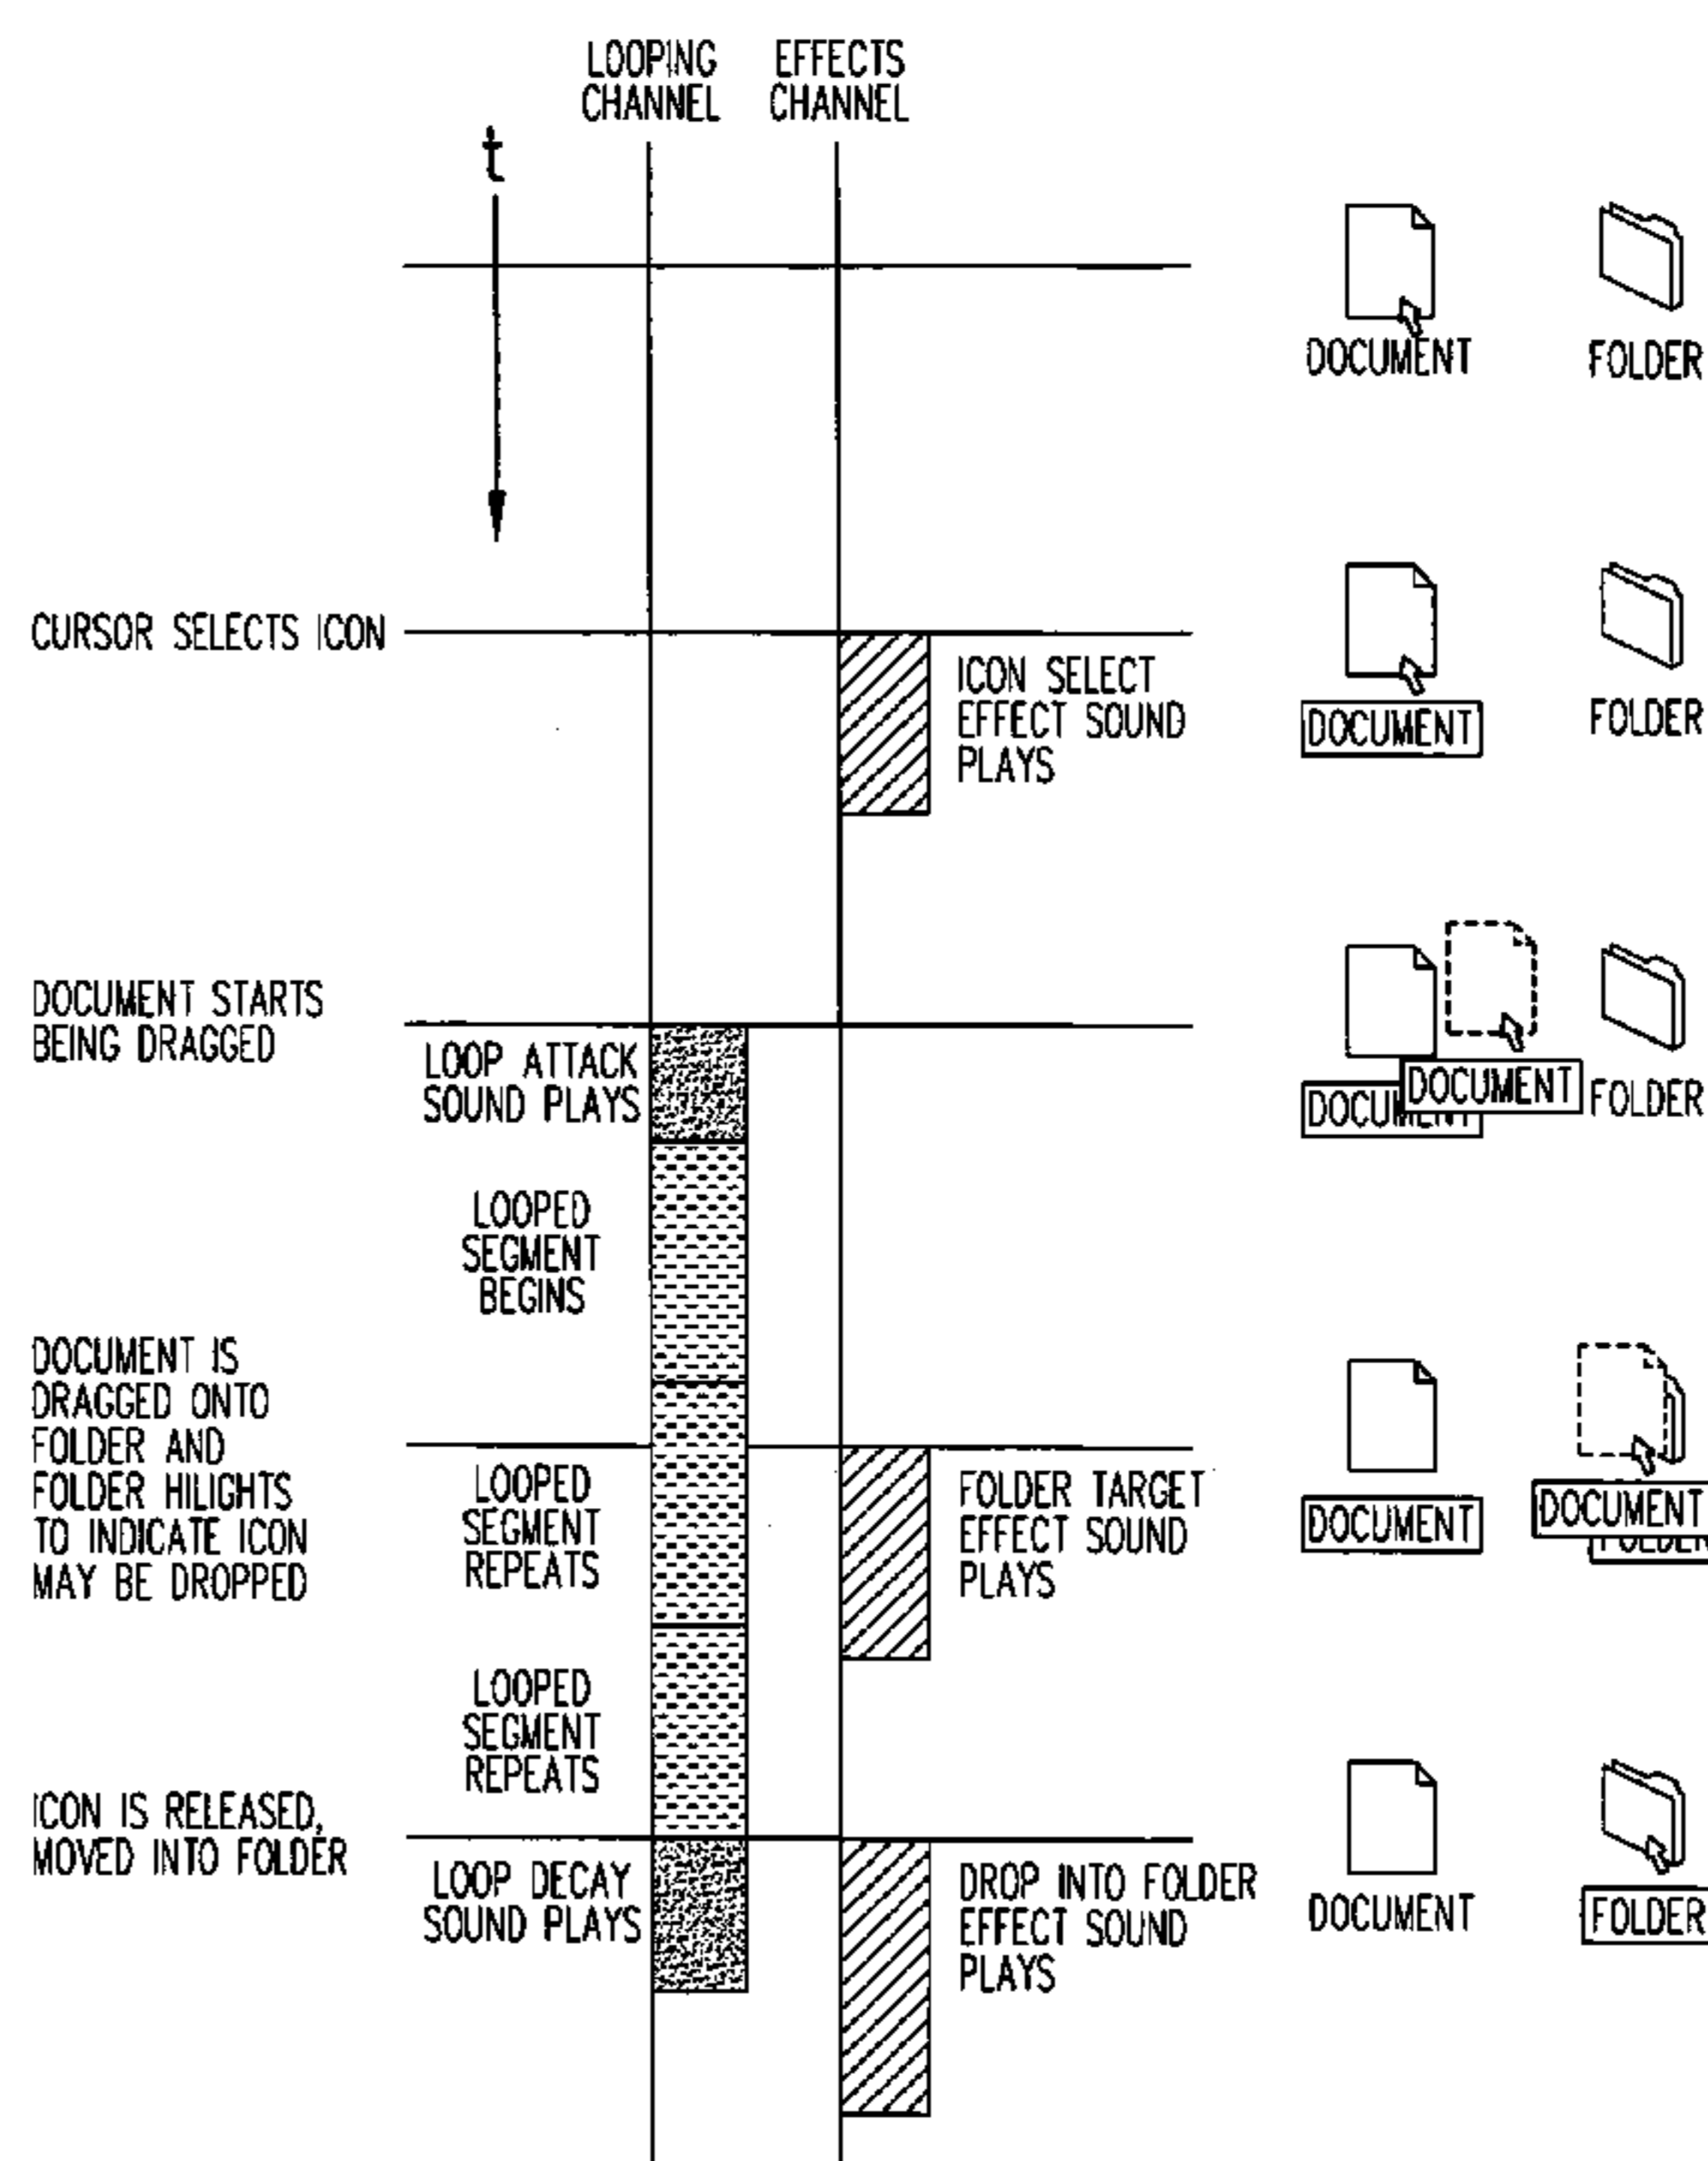 LOOPING
CHANNEL
EFFECTS
CHANNEL
t
DOCUMENT
FOLDER
CURSOR SELECTS ICON
ICON SELECT
EFFECT SOUND
PLAYS
DOCUMENT
FOLDER
DOCUMENT STARTS
BEING DRAGGED
LOOP ATTACK
SOUND PLAYS
DOCUMENT
DOCUMENT
FOLDER
LOOPED
SEGMENT
BEGINS
DOCUMENT IS
DRAGGED ONTO
FOLDER AND
FOLDER HILIGHTS
TO INDICATE ICON
MAY BE DROPPED
LOOPED
SEGMENT
REPEATS
FOLDER TARGET
EFFECT SOUND
PLAYS
DOCUMENT
DOCUMENT
FOLDER
LOOPED
SEGMENT
REPEATS
ICON IS RELEASED,
MOVED INTO FOLDER
LOOP DECAY
SOUND PLAYS
DROP INTO FOLDER
EFFECT SOUND
PLAYS
DOCUMENT
FOLDER